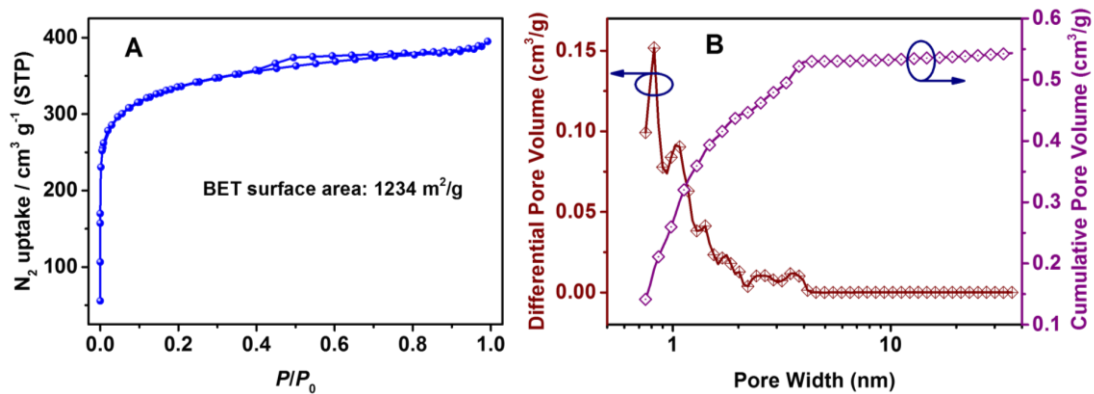 A
N₂ uptake / cm³ g⁻¹ (STP)
400
300
200
100
BET surface area: 1234 m²/g
0.0
0.2
0.4
0.6
0.8
1.0
P/P₀
B
Differential Pore Volume (cm³/g)
0.15
0.10
0.05
0.00
1
10
Pore Width (nm)
0.6
0.5
0.4
0.3
0.2
0.1
Cumulative Pore Volume (cm³/g)